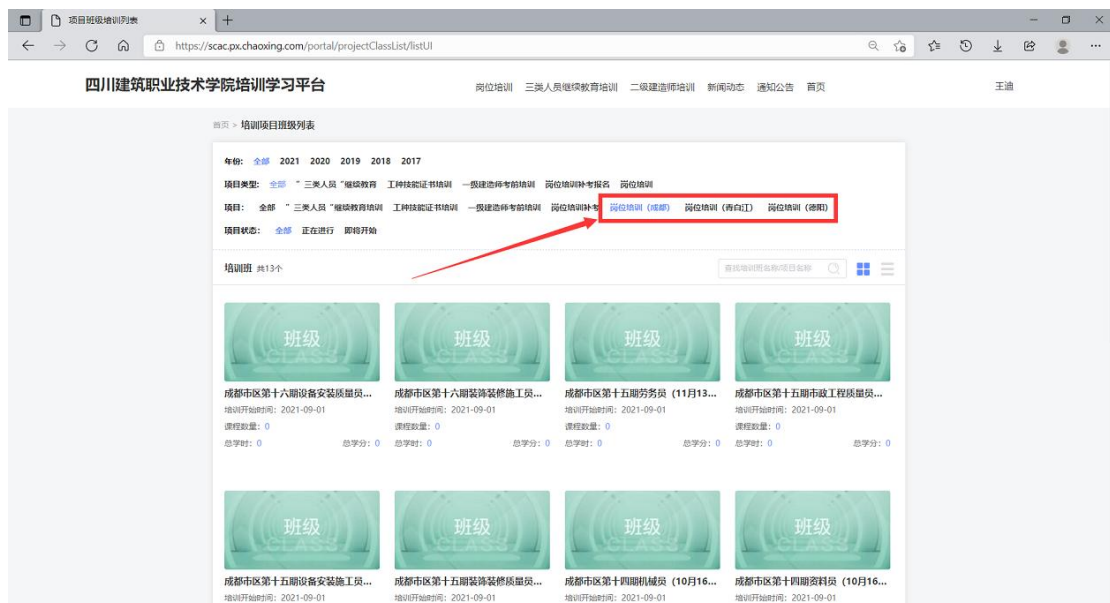 项目班级培训列表
https://scac.px.chaoxing.com/portal/projectClassList/listUI
四川建筑职业技术学院培训学习平台 岗位培训 三类人员继续教育培训 二级建造师培训 新闻动态 通知公告 首页 王迪
首页 > 培训项目班级列表
年份: 全部 2021 2020 2019 2018 2017
项目类型: 全部 “三类人员“继续教育 工种技能证书培训 一级建造师考前培训 岗位培训补考报名 岗位培训
项目: 全部 “三类人员“继续教育培训 工种技能证书培训 一级建造师考前培训 岗位培训补考 岗位培训（成都） 岗位培训（青白江） 岗位培训（德阳）
项目状态: 全部 正在进行 即将开始
培训班 共13个 查找培训班名称/项目名称
班级 班级 班级 班级
CLASS CLASS CLASS CLASS
成都市区第十六期设备安装质量员... 成都市区第十六期装饰装修施工员... 成都市区第十五期劳务员（11月13... 成都市区第十五期市政工程质量员...
培训开始时间: 2021-09-01 培训开始时间: 2021-09-01 培训开始时间: 2021-09-01 培训开始时间: 2021-09-01
课程数量: 0 课程数量: 0 课程数量: 0 课程数量: 0
总学时: 0 总学分: 0 总学时: 0 总学分: 0 总学时: 0 总学分: 0 总学时: 0 总学分: 0
班级 班级 班级 班级
CLASS CLASS CLASS CLASS
成都市区第十五期设备安装施工员... 成都市区第十五期装饰装修质量员... 成都市区第十四期机械员（10月16... 成都市区第十四期资料员（10月16...
培训开始时间: 2021-09-01 培训开始时间: 2021-09-01 培训开始时间: 2021-09-01 培训开始时间: 2021-09-01